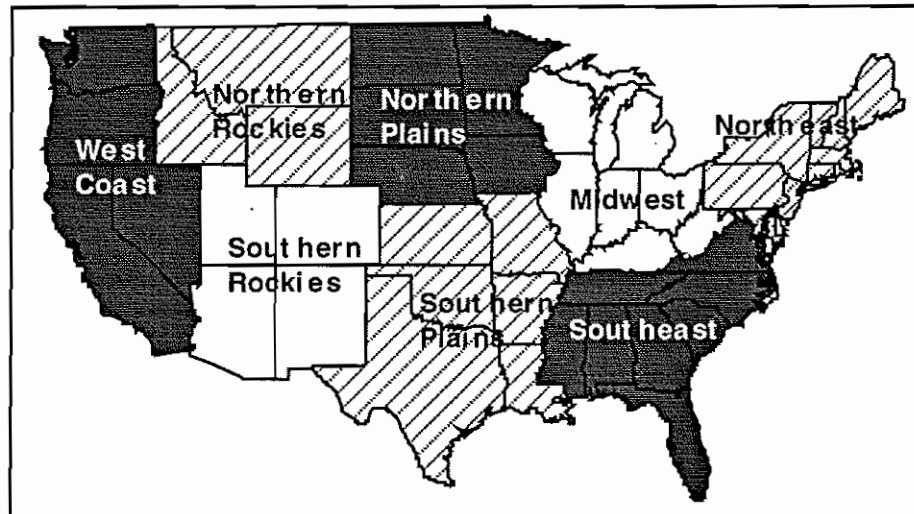 Northern
Rockies
Northern
Plains
Northeast
West
Coast
Midwest
Southern
Rockies
Southern
Plains
Southeast